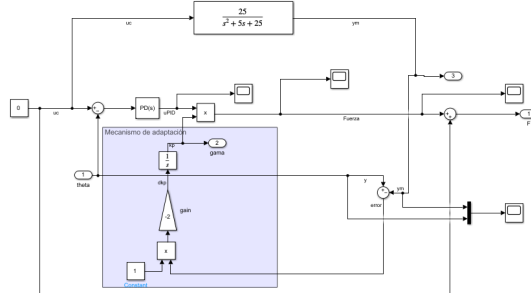 25
s² + 5s + 25
uc
ym
3
0
uc
PD(s)
uPID
x
Fuerza
1
F
Mecanismo de adaptación
kp
2
gama
1
s
1
theta
dkp
y
ym
error
-2
gain
x
1
Constant